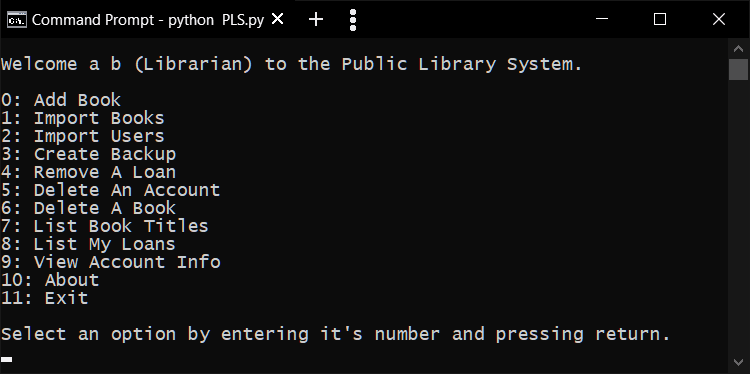 Command Prompt - python  PLS.py
Welcome a b (Librarian) to the Public Library System.
0: Add Book
1: Import Books
2: Import Users
3: Create Backup
4: Remove A Loan
5: Delete An Account
6: Delete A Book
7: List Book Titles
8: List My Loans
9: View Account Info
10: About
11: Exit
Select an option by entering it's number and pressing return.